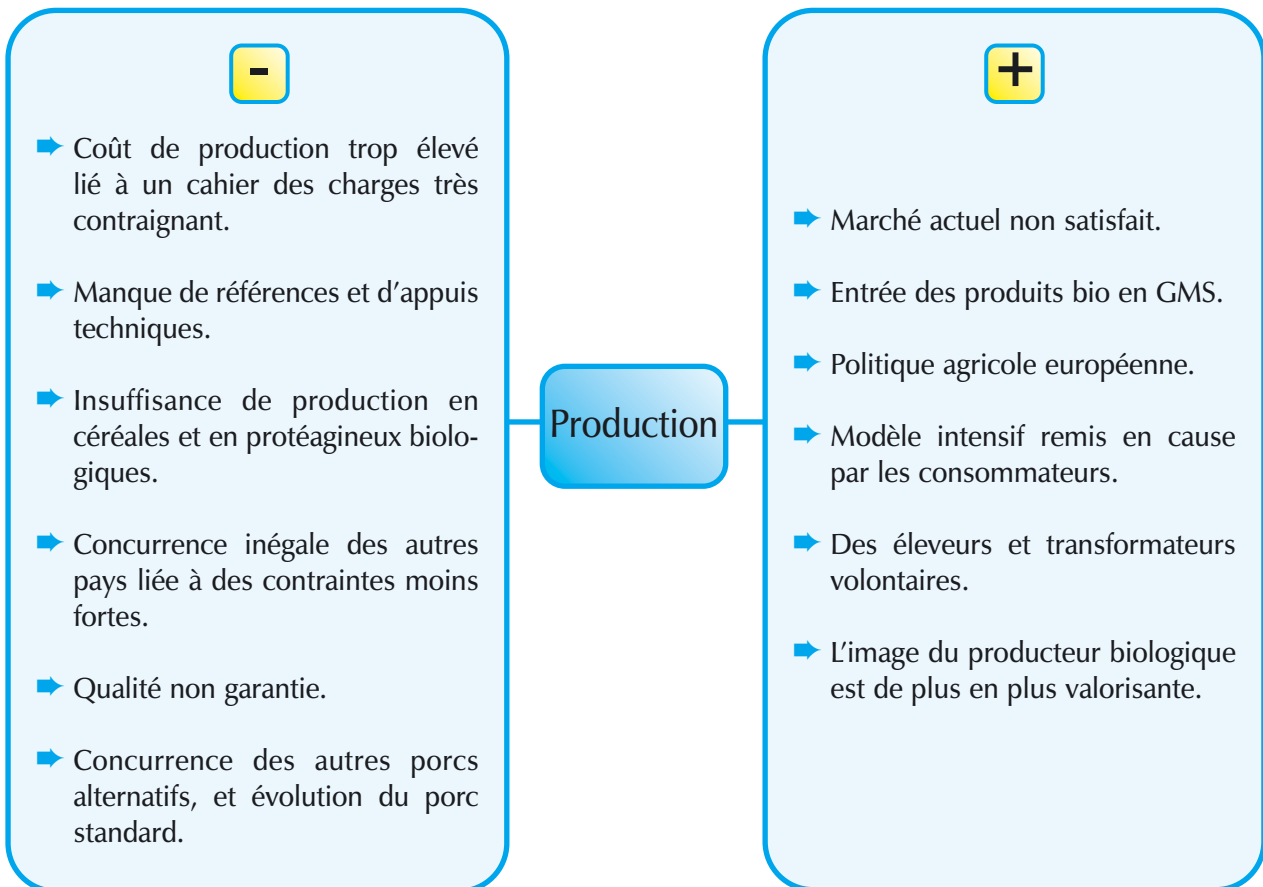 -
Coût de production trop élevé
lié à un cahier des charges très
contraignant.
Manque de références et d'appuis
techniques.
Insuffisance de production en
céréales et en protéagineux biolo-
giques.
Concurrence inégale des autres
pays liée à des contraintes moins
fortes.
Qualité non garantie.
Concurrence des autres porcs
alternatifs, et évolution du porc
standard.
Production
+
Marché actuel non satisfait.
Entrée des produits bio en GMS.
Politique agricole européenne.
Modèle intensif remis en cause
par les consommateurs.
Des éleveurs et transformateurs
volontaires.
L'image du producteur biologique
est de plus en plus valorisante.